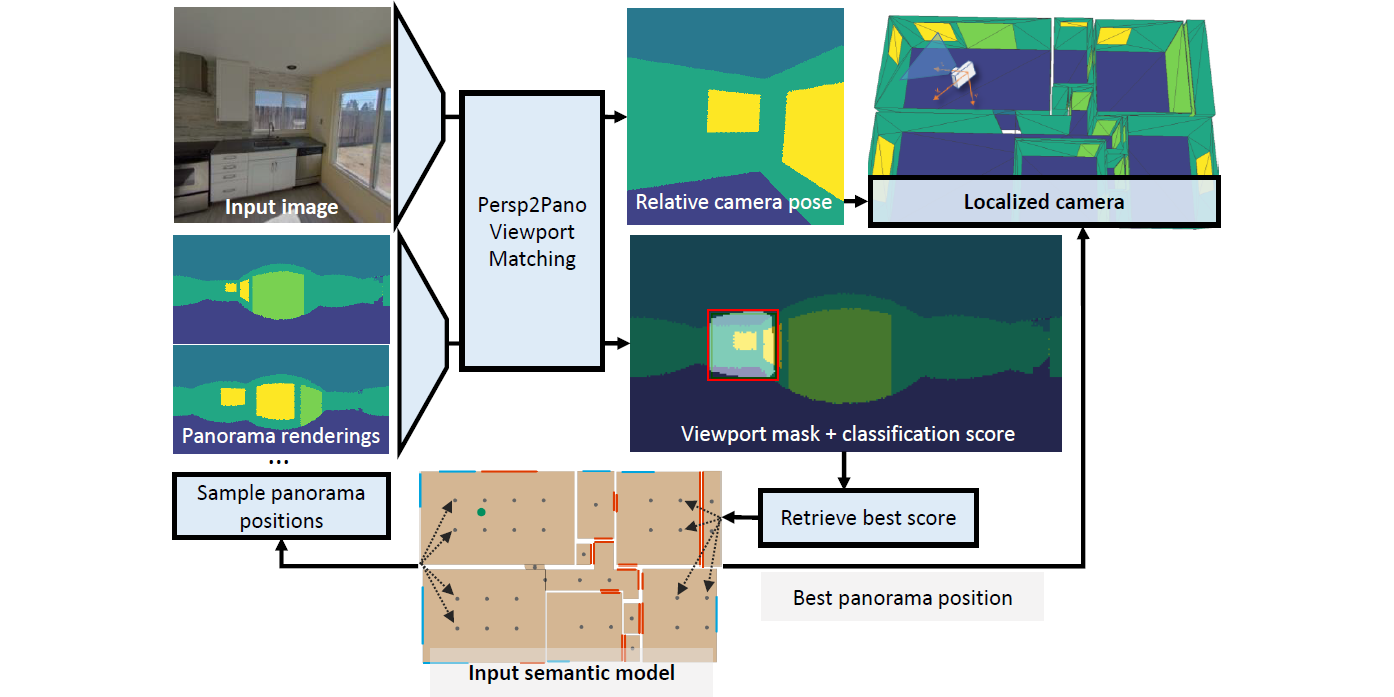 Input image
Persp2Pano
Viewport
Matching
Relative camera pose
Localized camera
Panorama renderings
...
Viewport mask + classification score
Sample panorama
positions
Retrieve best score
Best panorama position
Input semantic model